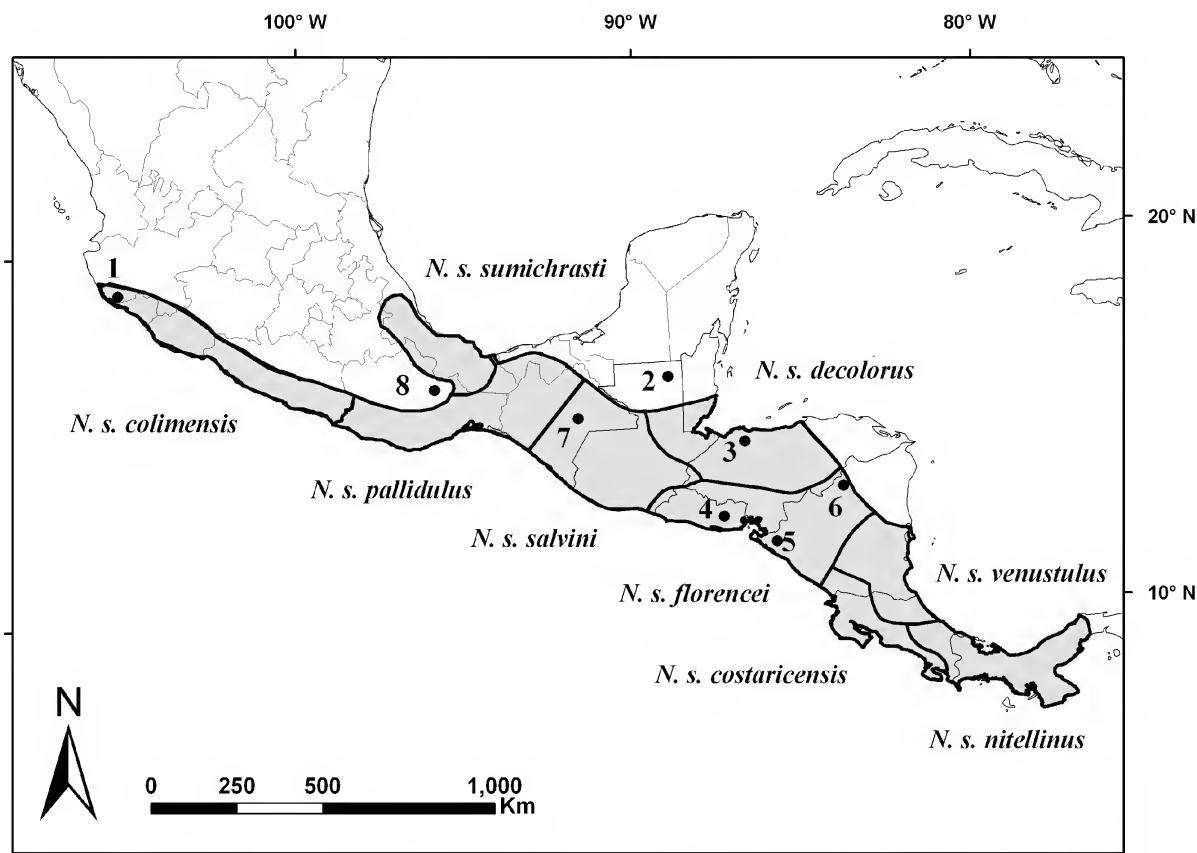 100° W 90° W 80° W
20° N
N. s. sumichrasti
1
N. s. decolorus
2
8
N. s. colimensis
7
3
N. s. pallidulus
6
4
N. s. salvini
5
N. s. venustulus
10° N
N. s. florencei
N. s. costaricensis
N
N. s. nitellinus
0 250 500 1,000
Km